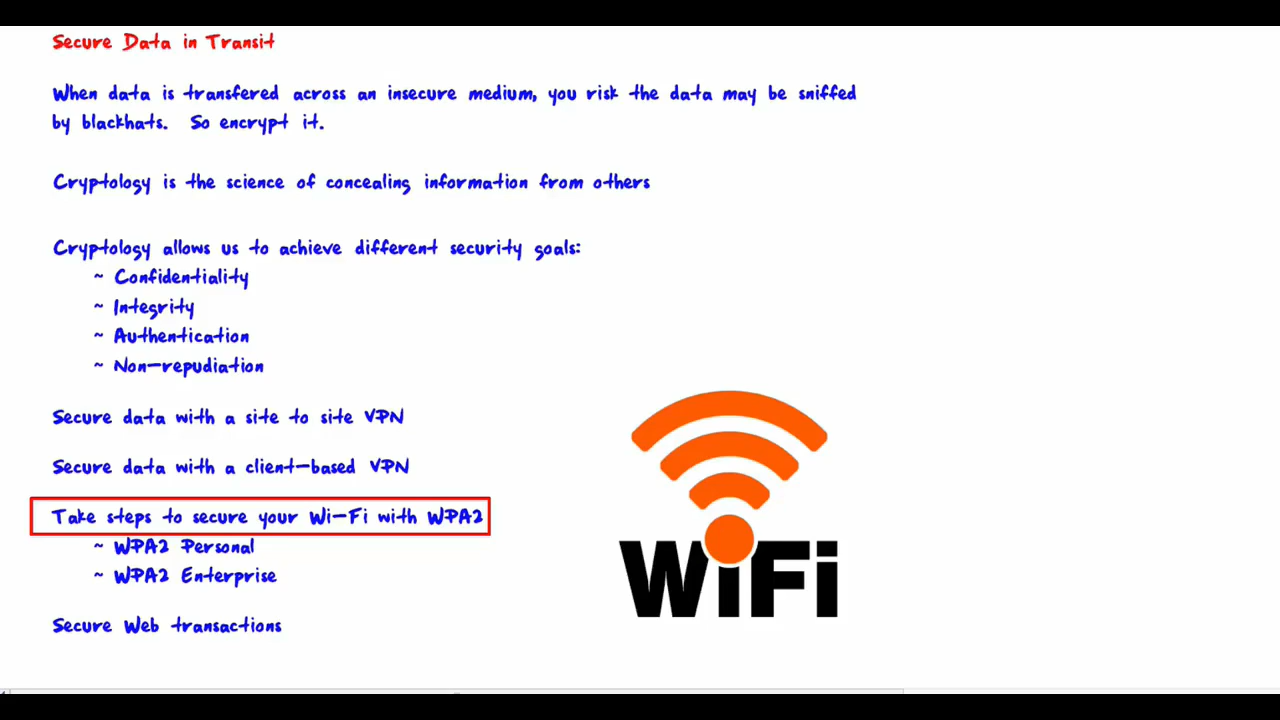 Secure Data in Transit
When data is transfered across an insecure medium, you risk the data may be sniffed
by blackhats. So encrypt it.
Cryptology is the science of concealing information from others
Cryptology allows us to achieve different security goals:
~ Confidentiality
~ Integrity
~ Authentication
~ Non-repudiation
Secure data with a site to site VPN
Secure data with a client-based VPN
Take steps to secure your Wi-Fi with WPA2
~ WPA2 Personal
~ WPA2 Enterprise
Secure Web transactions
WiFi